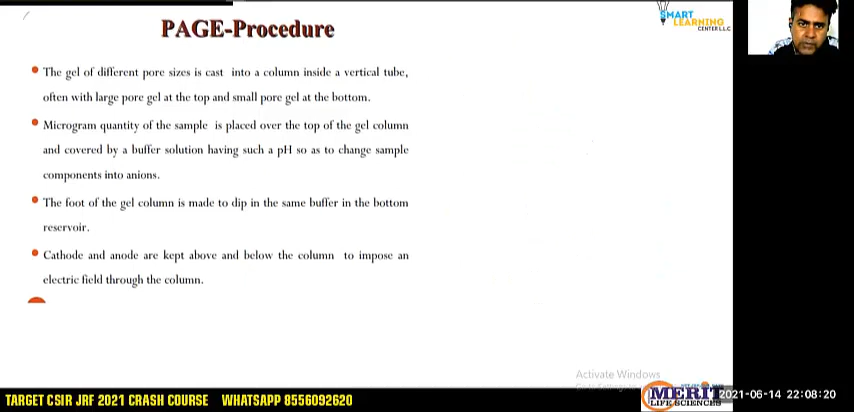 PAGE-Procedure
SMART
LEARNING
CENTER LLC
The gel of different pore sizes is cast into a column inside a vertical tube,
often with large pore gel at the top and small pore gel at the bottom.
Microgram quantity of the sample is placed over the top of the gel column
and covered by a buffer solution having such a pH so as to change sample
components into anions.
The foot of the gel column is made to dip in the same buffer in the bottom
reservoir.
Cathode and anode are kept above and below the column to impose an
electric field through the column.
Activate Windows
MERIT
LIFE SCIENCES
2021-06-14 22:08:20
TARGET CSIR JRF 2021 CRASH COURSE WHATSAPP 8556092620